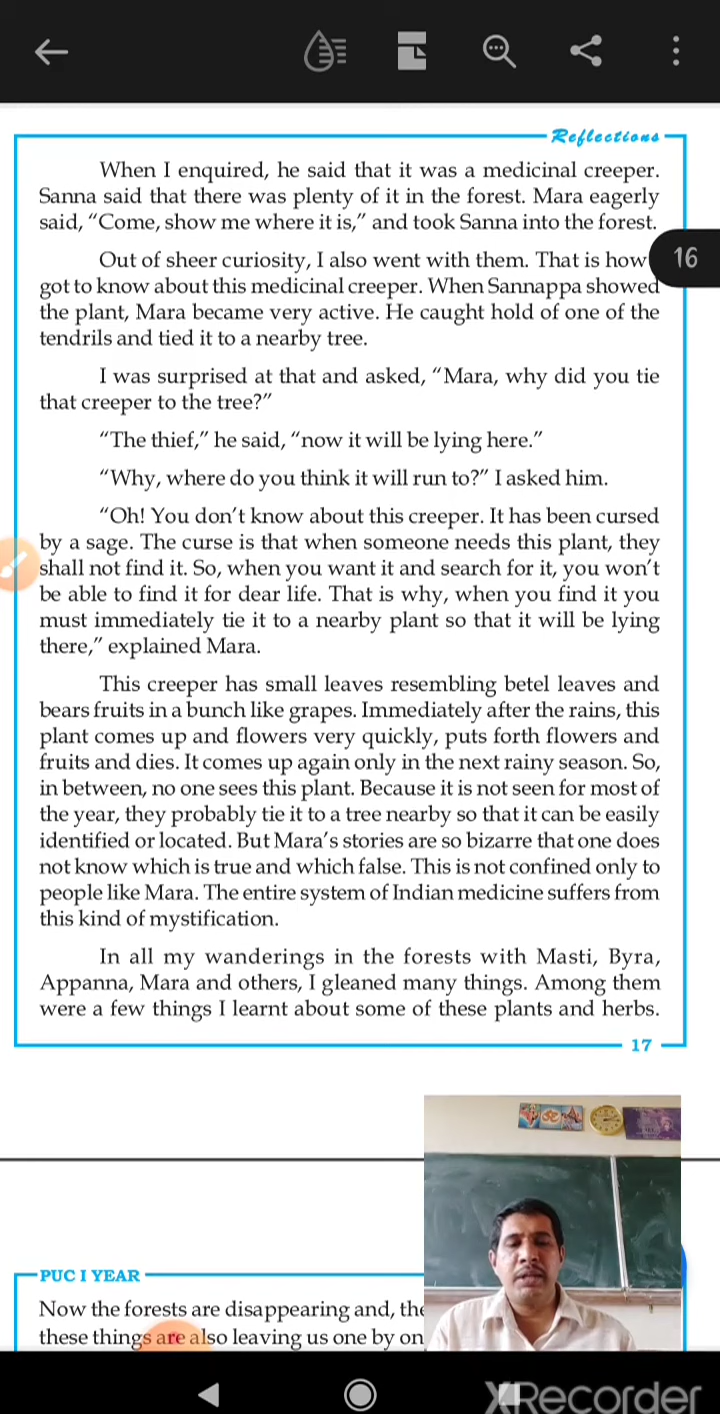 Reflections
When I enquired, he said that it was a medicinal creeper.
Sanna said that there was plenty of it in the forest. Mara eagerly
said, “Come, show me where it is,” and took Sanna into the forest.
Out of sheer curiosity, I also went with them. That is how
16
got to know about this medicinal creeper. When Sannappa showed
the plant, Mara became very active. He caught hold of one of the
tendrils and tied it to a nearby tree.
I was surprised at that and asked, “Mara, why did you tie
that creeper to the tree?”
“The thief,” he said, “now it will be lying here.”
“Why, where do you think it will run to?” I asked him.
“Oh! You don’t know about this creeper. It has been cursed
by a sage. The curse is that when someone needs this plant, they
shall not find it. So, when you want it and search for it, you won’t
be able to find it for dear life. That is why, when you find it you
must immediately tie it to a nearby plant so that it will be lying
there,” explained Mara.
This creeper has small leaves resembling betel leaves and
bears fruits in a bunch like grapes. Immediately after the rains, this
plant comes up and flowers very quickly, puts forth flowers and
fruits and dies. It comes up again only in the next rainy season. So,
in between, no one sees this plant. Because it is not seen for most of
the year, they probably tie it to a tree nearby so that it can be easily
identified or located. But Mara’s stories are so bizarre that one does
not know which is true and which false. This is not confined only to
people like Mara. The entire system of Indian medicine suffers from
this kind of mystification.
In all my wanderings in the forests with Masti, Byra,
Appanna, Mara and others, I gleaned many things. Among them
were a few things I learnt about some of these plants and herbs.
17
PUC I YEAR
Now the forests are disappearing and, the
these things are also leaving us one by on
XRecorder